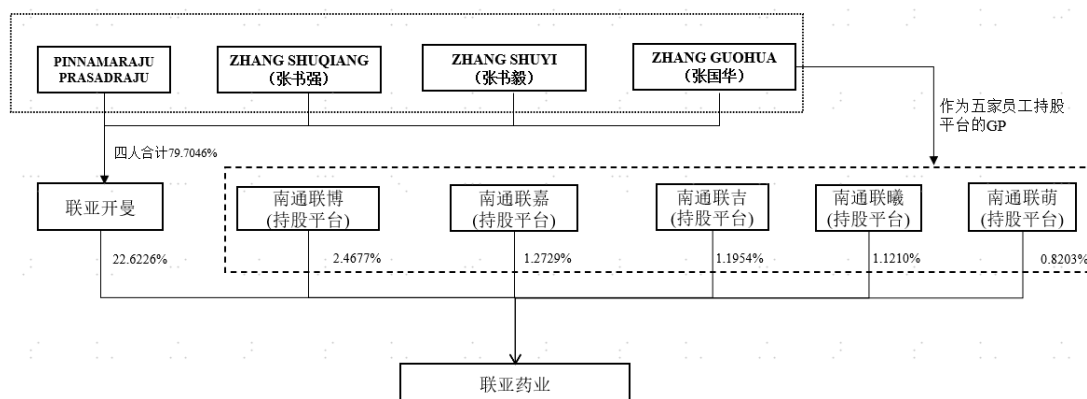 PINNAMARAJU
PRASADRAJU
ZHANG SHUQIANG
（张书强）
ZHANG SHUYI
（张书毅）
ZHANG GUOHUA
（张国华）
作为五家员工持股
平台的GP
四人合计79.7046%
联亚开曼
南通联博
(持股平台)
南通联嘉
(持股平台)
南通联吉
(持股平台)
南通联曦
(持股平台)
南通联萌
(持股平台)
22.6226%
2.4677%
1.2729%
1.1954%
1.1210%
0.8203%
联亚药业